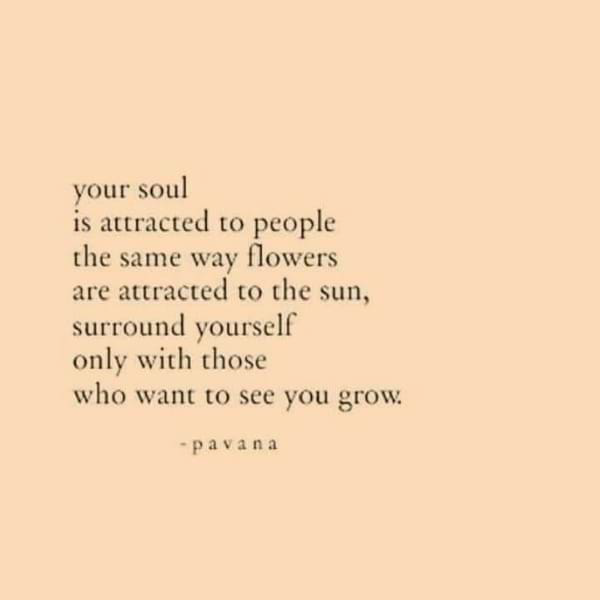 your soul
is attracted to people
the same way flowers
are attracted to the sun,
surround yourself
only with those
who want to see you grow.
-pavana